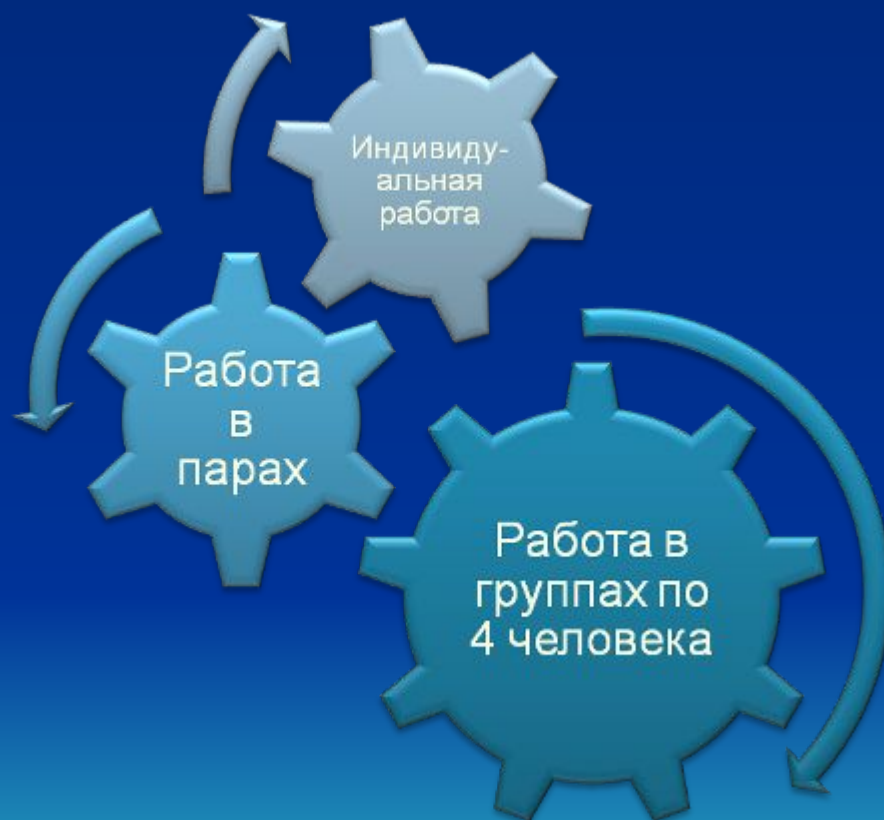 Индивиду-
альная
работа
Работа
в
парах
Работа в
группах по
4 человека